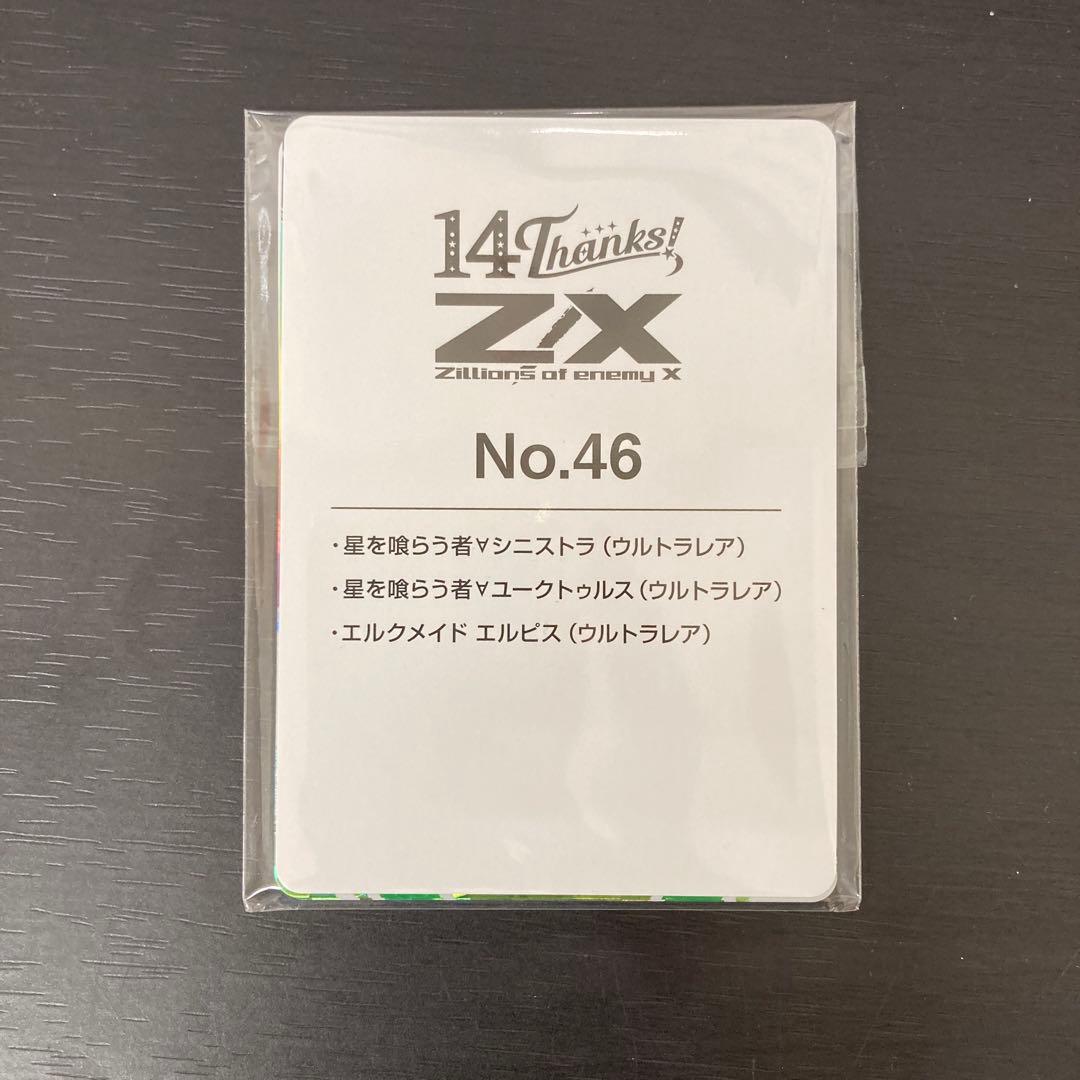 14 Thanks!
Z/X
Zillions of enemy X
No.46
・星を喰らう者∀シニストラ（ウルトラレア）
・星を喰らう者∀ユークトゥルス（ウルトラレア）
・エルクメイド エルピス（ウルトラレア）